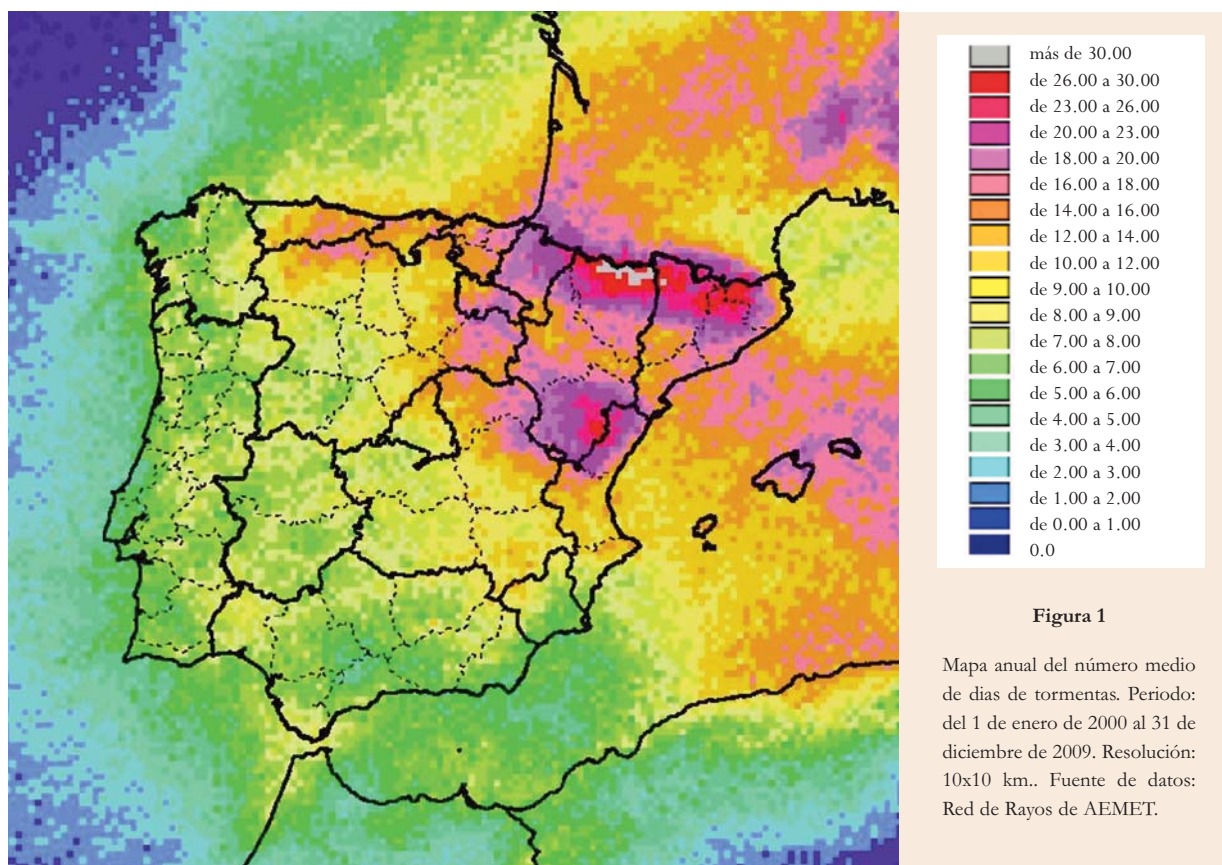 más de 30.00
de 26.00 a 30.00
de 23.00 a 26.00
de 20.00 a 23.00
de 18.00 a 20.00
de 16.00 a 18.00
de 14.00 a 16.00
de 12.00 a 14.00
de 10.00 a 12.00
de 9.00 a 10.00
de 8.00 a 9.00
de 7.00 a 8.00
de 6.00 a 7.00
de 5.00 a 6.00
de 4.00 a 5.00
de 3.00 a 4.00
de 2.00 a 3.00
de 1.00 a 2.00
de 0.00 a 1.00
0.0
Figura 1
Mapa anual del número medio
de dias de tormentas. Periodo:
del 1 de enero de 2000 al 31 de
diciembre de 2009. Resolución:
10x10 km.. Fuente de datos:
Red de Rayos de AEMET.